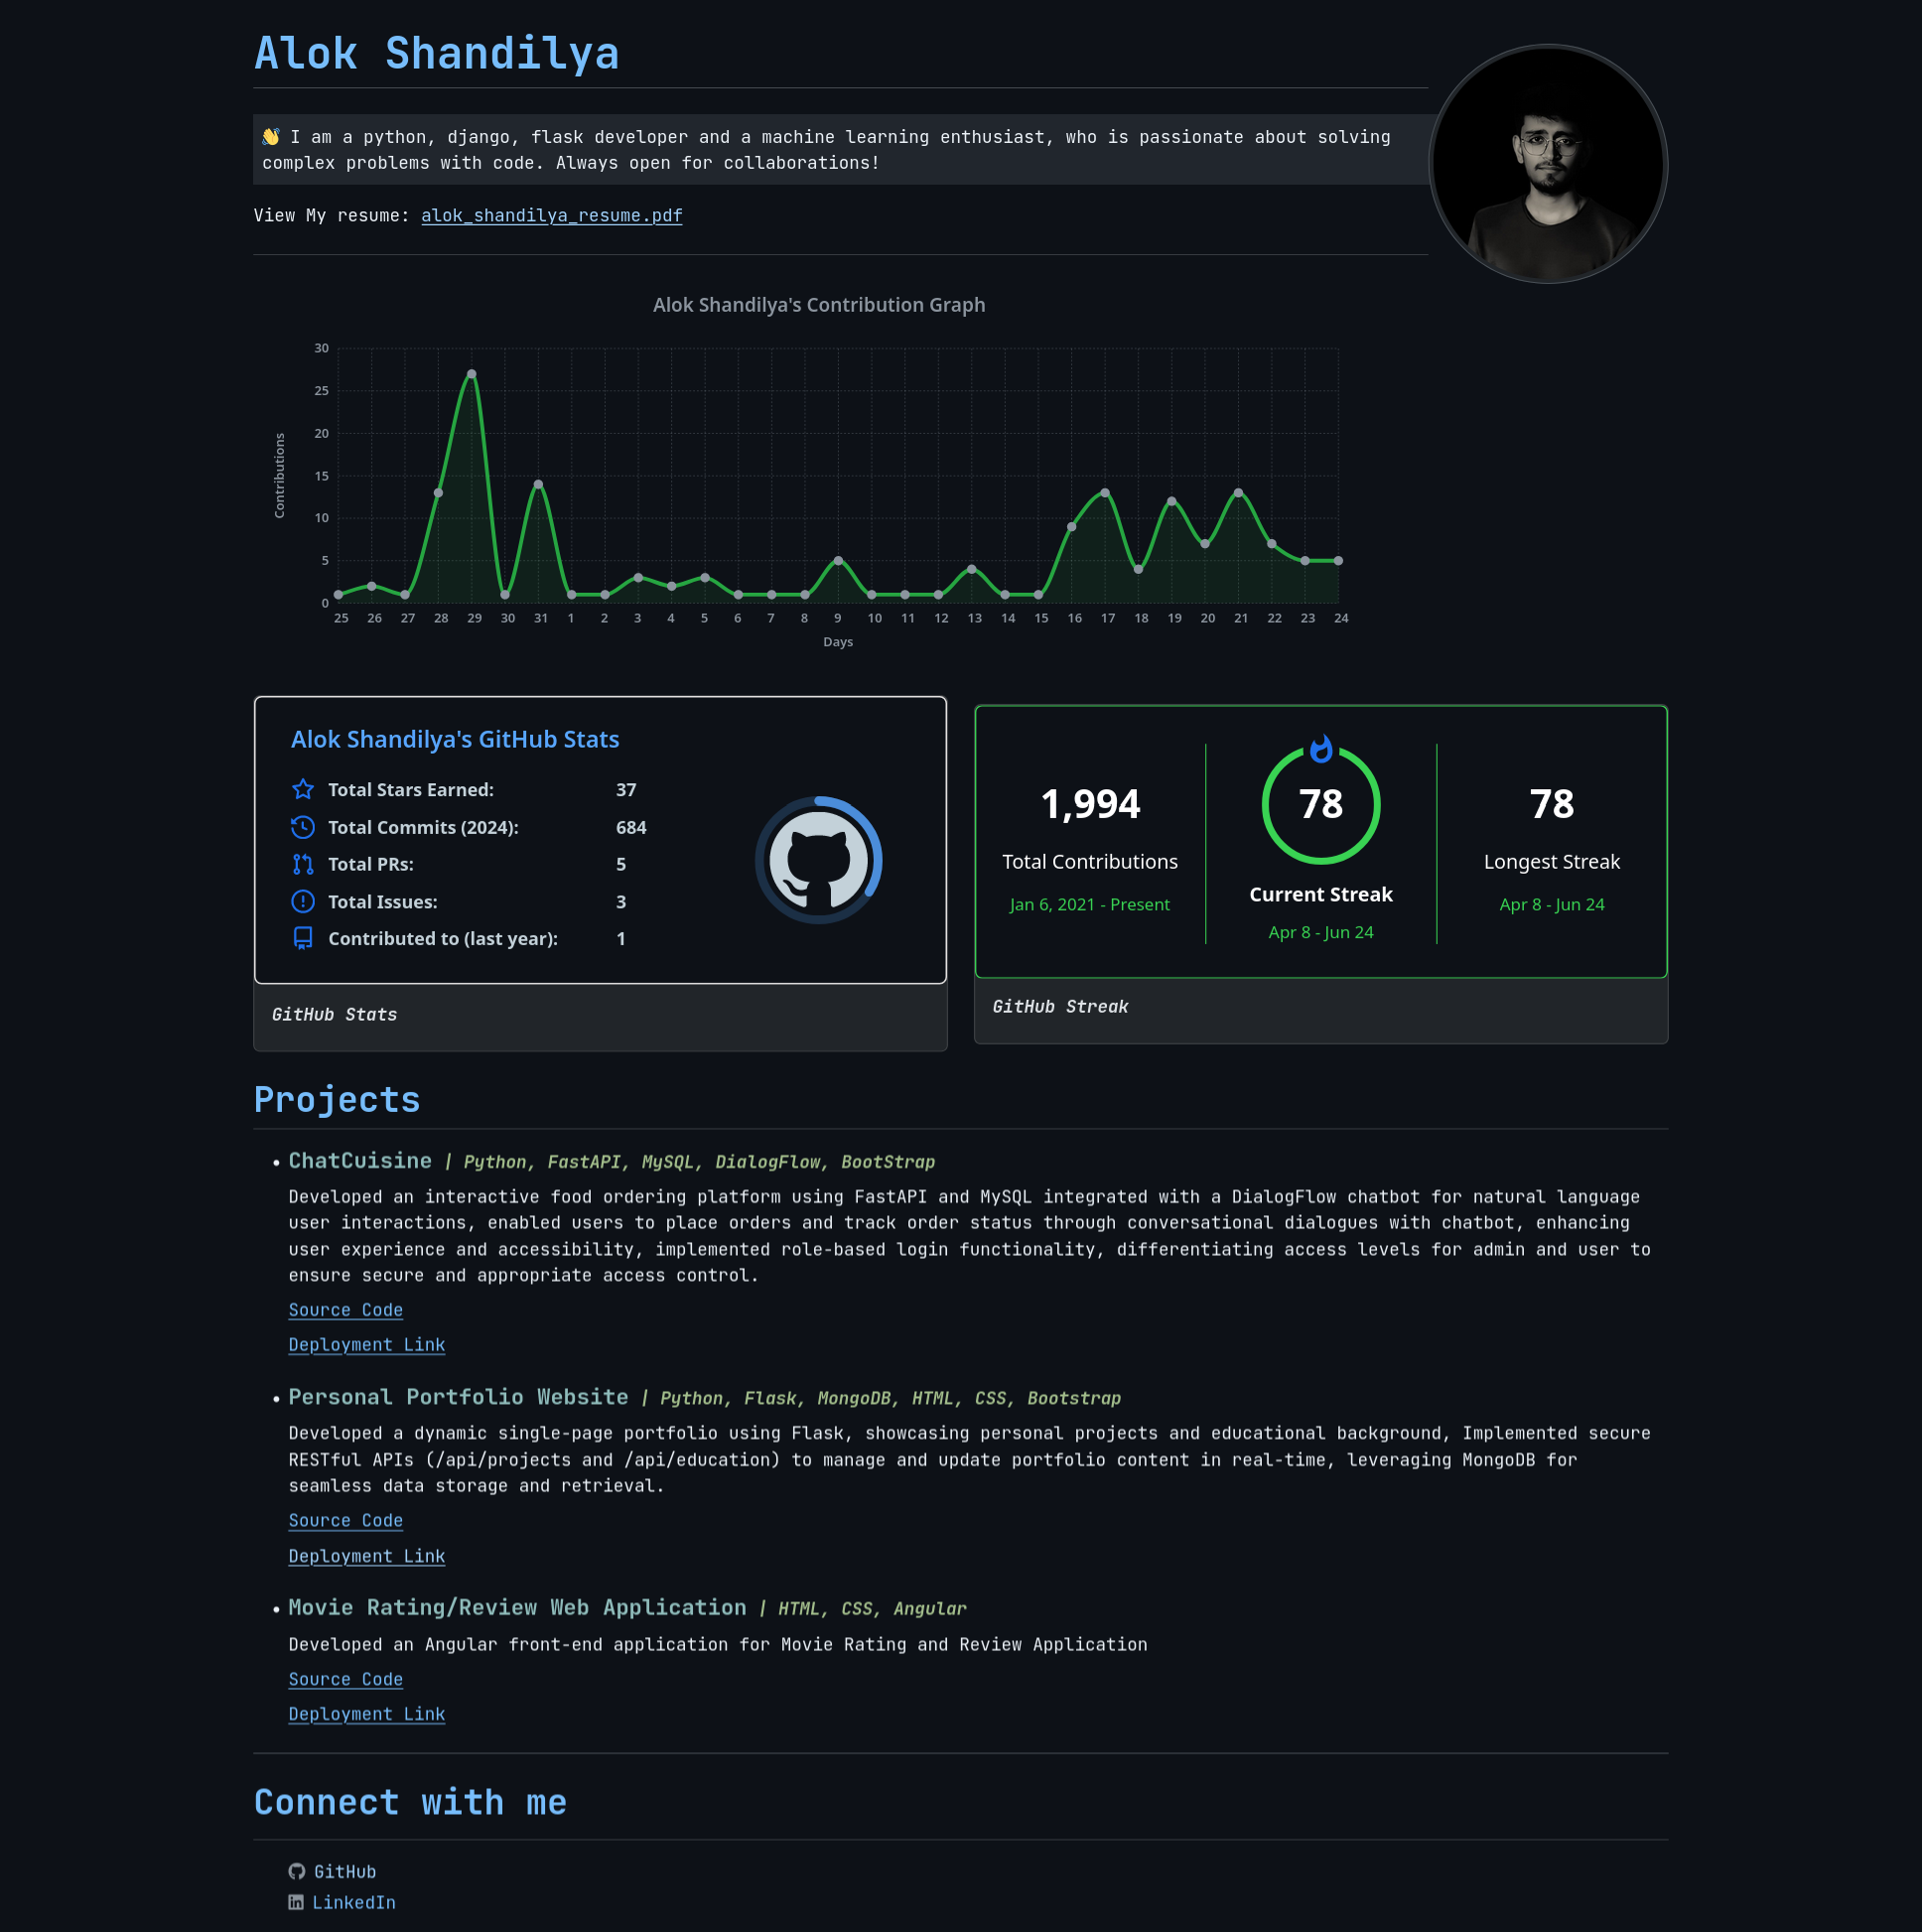 Alok Shandilya
👋 I am a python, django, flask developer and a machine learning enthusiast, who is passionate about solving
complex problems with code. Always open for collaborations!
View My resume: alok_shandilya_resume.pdf
Alok Shandilya's Contribution Graph
Contributions
30
25
20
15
10
5
0
25 26 27 28 29 30 31 1 2 3 4 5 6 7 8 9 10 11 12 13 14 15 16 17 18 19 20 21 22 23 24
Days
Alok Shandilya's GitHub Stats
Total Stars Earned: 37
Total Commits (2024): 684
Total PRs: 5
Total Issues: 3
Contributed to (last year): 1
GitHub Stats
1,994
Total Contributions
Jan 6, 2021 - Present
78
Current Streak
Apr 8 - Jun 24
78
Longest Streak
Apr 8 - Jun 24
GitHub Streak
Projects
• ChatCuisine | Python, FastAPI, MySQL, DialogFlow, BootStrap
Developed an interactive food ordering platform using FastAPI and MySQL integrated with a DialogFlow chatbot for natural language
user interactions, enabled users to place orders and track order status through conversational dialogues with chatbot, enhancing
user experience and accessibility, implemented role-based login functionality, differentiating access levels for admin and user to
ensure secure and appropriate access control.
Source Code
Deployment Link
• Personal Portfolio Website | Python, Flask, MongoDB, HTML, CSS, Bootstrap
Developed a dynamic single-page portfolio using Flask, showcasing personal projects and educational background, Implemented secure
RESTful APIs (/api/projects and /api/education) to manage and update portfolio content in real-time, leveraging MongoDB for
seamless data storage and retrieval.
Source Code
Deployment Link
• Movie Rating/Review Web Application | HTML, CSS, Angular
Developed an Angular front-end application for Movie Rating and Review Application
Source Code
Deployment Link
Connect with me
GitHub
LinkedIn